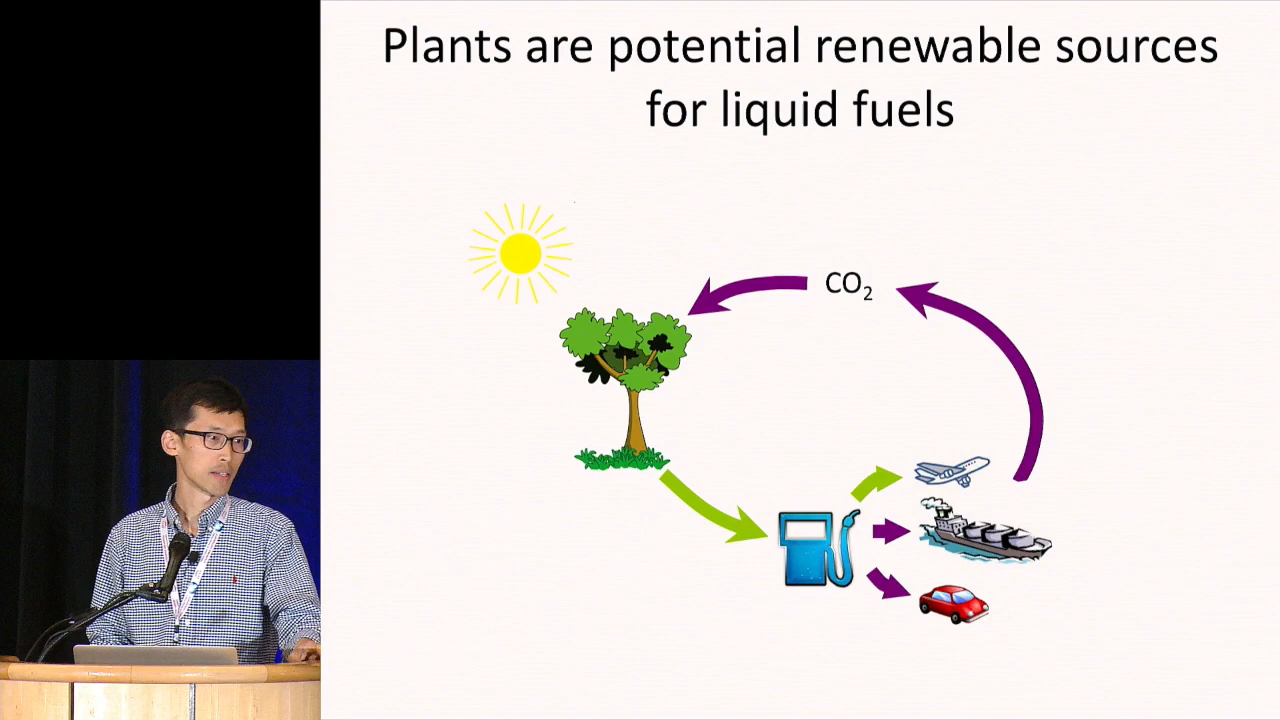 Plants are potential renewable sources
for liquid fuels
CO₂